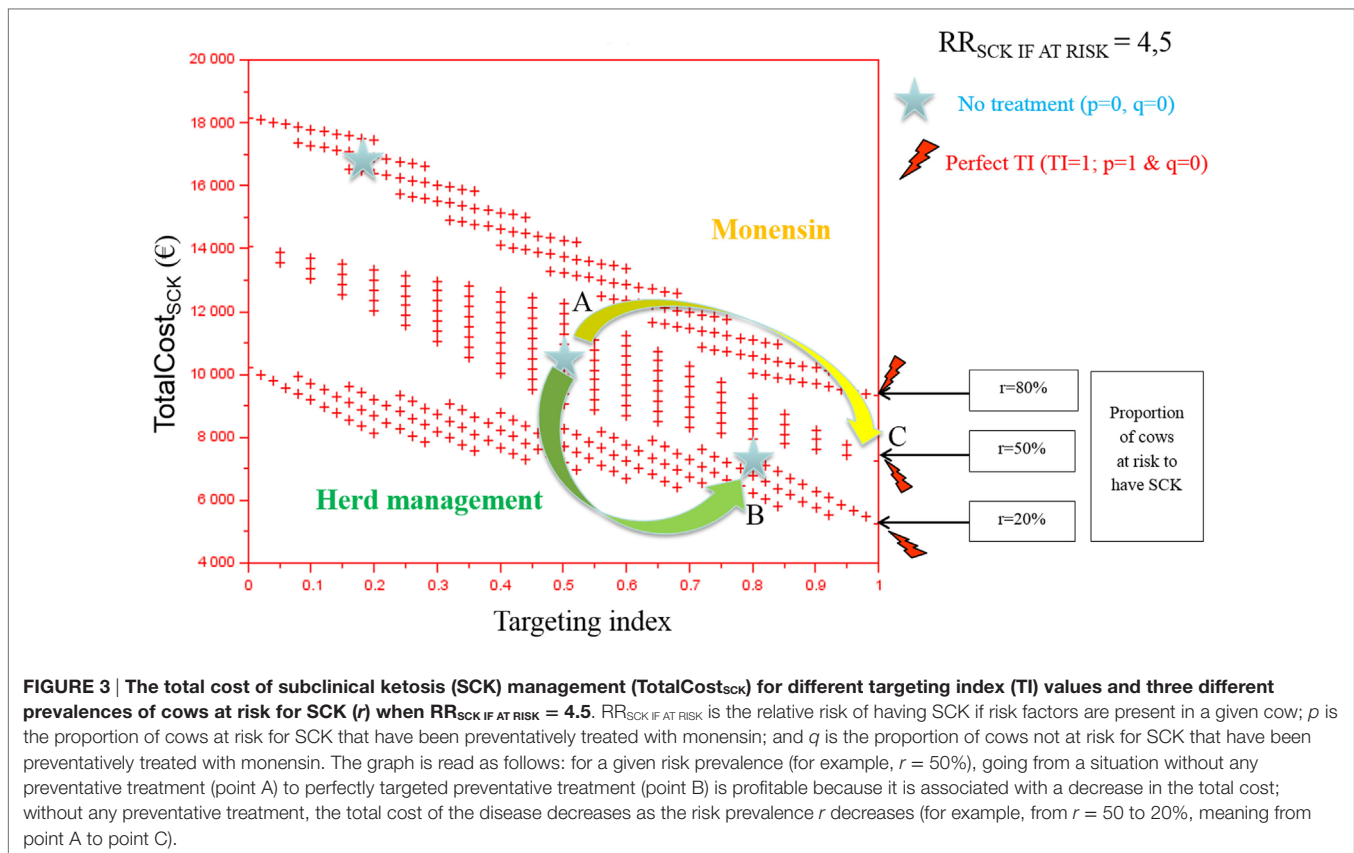 RR SCK IF AT RISK = 4,5
No treatment (p=0, q=0)
Perfect TI (TI=1; p=1 & q=0)
TotalCostSCK (€)
20 000
18 000
16 000
14 000
12 000
10 000
8 000
6 000
4 000
Monensin
A
C
Herd management
B
0 0.1 0.2 0.3 0.4 0.5 0.6 0.7 0.8 0.9 1
Targeting index
r=80%
r=50%
r=20%
Proportion
of cows
at risk to
have SCK
FIGURE 3 | The total cost of subclinical ketosis (SCK) management (TotalCostSCK) for different targeting index (TI) values and three different
prevalences of cows at risk for SCK (r) when RRSCK IF AT RISK = 4.5. RRSCK IF AT RISK is the relative risk of having SCK if risk factors are present in a given cow; p
is the proportion of cows at risk for SCK that have been preventatively treated with monensin; and q is the proportion of cows not at risk for SCK that have been
preventatively treated with monensin. The graph is read as follows: for a given risk prevalence (for example, r = 50%), going from a situation without any
preventative treatment (point A) to perfectly targeted preventative treatment (point B) is profitable because it is associated with a decrease in the total cost;
without any preventative treatment, the total cost of the disease decreases as the risk prevalence r decreases (for example, from r = 50 to 20%, meaning from
point A to point C).